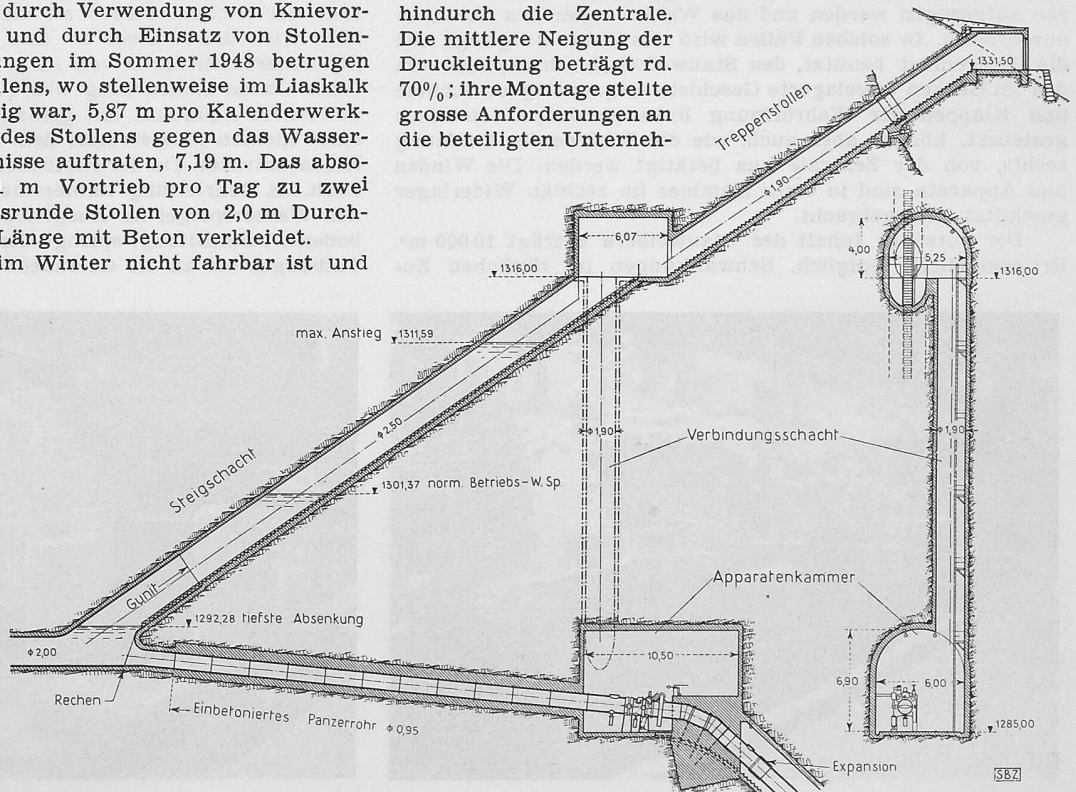 durch Verwendung von Knievor-
und durch Einsatz von Stollen-
ngen im Sommer 1948 betrugen
llens, wo stellenweise im Liaskalk
ig war, 5,87 m pro Kalenderwerk-
des Stollens gegen das Wasser-
nisse auftraten, 7,19 m. Das abso-
m Vortrieb pro Tag zu zwei
srunde Stollen von 2,0 m Durch-
Länge mit Beton verkleidet.
im Winter nicht fahrbar ist und
hindurch die Zentrale.
Die mittlere Neigung der
Druckleitung beträgt rd.
70%; ihre Montage stellte
grosse Anforderungen an
die beteiligten Unterneh-
1331,50
Treppenstollen
φ 1,90
6,07
1316,00
5,25
4,00
1316,00
max. Anstieg 1311,59
φ 2,50
φ 1,90
Verbindungsschacht
φ 1,90
Steigschacht
1301,37 norm. Betriebs-W.Sp.
Gunit
Apparatenkammer
1292,28 tiefste Absenkung
φ 2,00
10,50
6,90
6,00
Rechen
Einbetoniertes Panzerrohr φ 0,95
1285,00
Expansion
SBZ